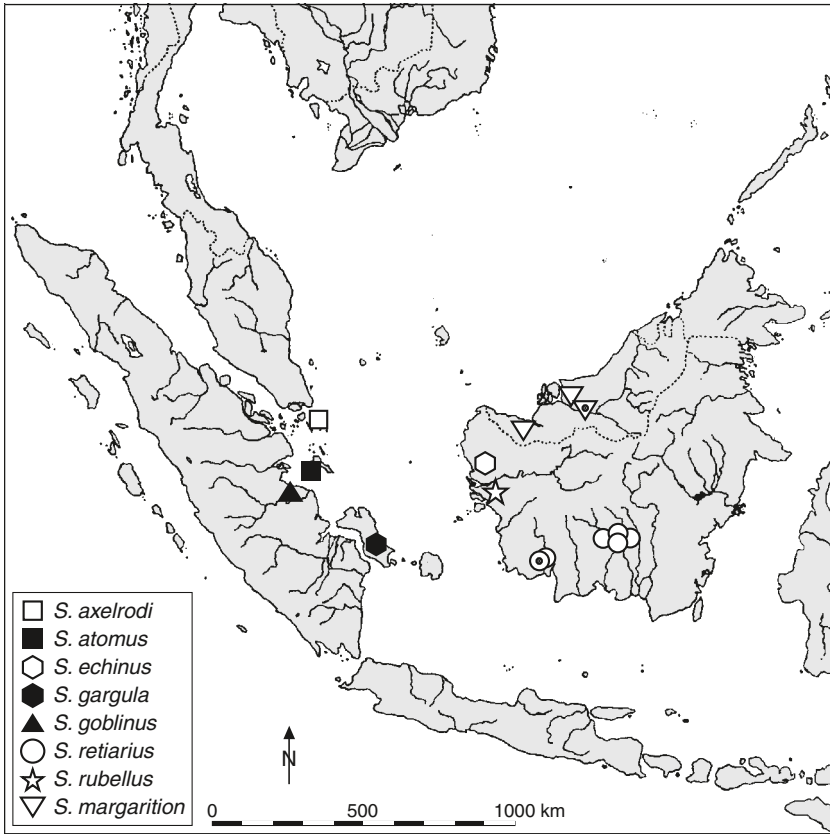 S. axelrodi
S. atomus
S. echinus
S. gargula
S. goblinus
S. retiarius
S. rubellus
S. margarition
N
0 500 1000 km